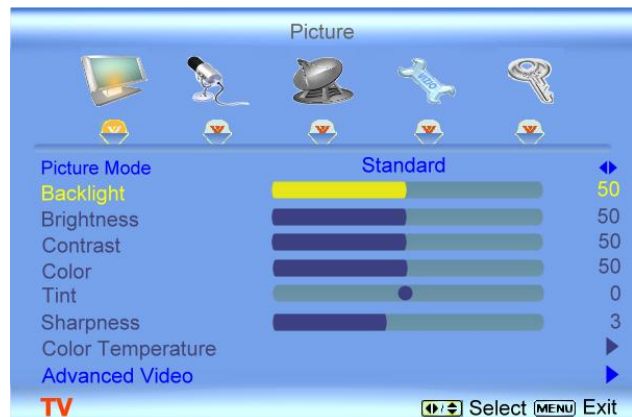 Picture
VIZIO
Picture Mode Standard
Backlight 50
Brightness 50
Contrast 50
Color 50
Tint 0
Sharpness 3
Color Temperature
Advanced Video
TV Select MENU Exit